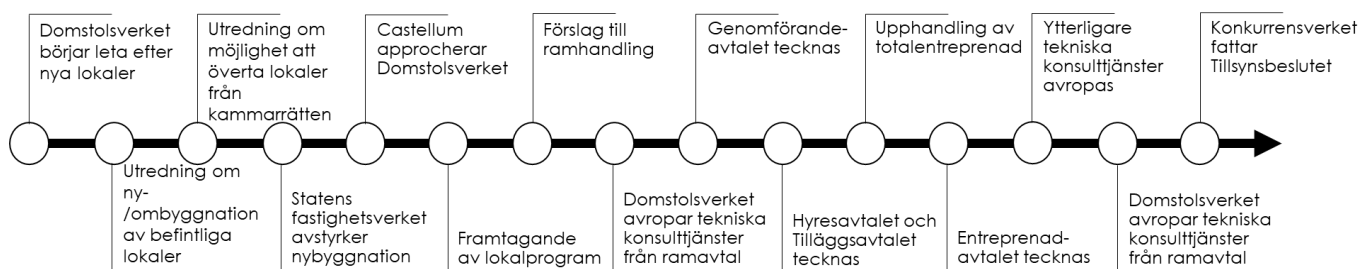 Domstolsverket
börjar leta efter
nya lokaler
Utredning om
ny-
/ombyggnation
av befintliga
lokaler
Utredning om
möjlighet att
överta lokaler
från
kammarrätten
Statens
fastighetsverket
avstyrker
nybyggnation
Castellum
approcherar
Domstolsverket
Framtagande
av lokalprogram
Förslag till
ramhandling
Domstolsverket
avropar tekniska
konsulttjänster
från ramavtal
Genomförande-
avtalet tecknas
Hyresavtalet och
Tilläggsavtalet
tecknas
Upphandling av
totalentreprenad
Entreprenad-
avtalet tecknas
Ytterligare
tekniska
konsulttjänster
avropas
Domstolsverket
avropar tekniska
konsulttjänster
från ramavtal
Konkurrensverket
fattar
Tillsynsbeslutet